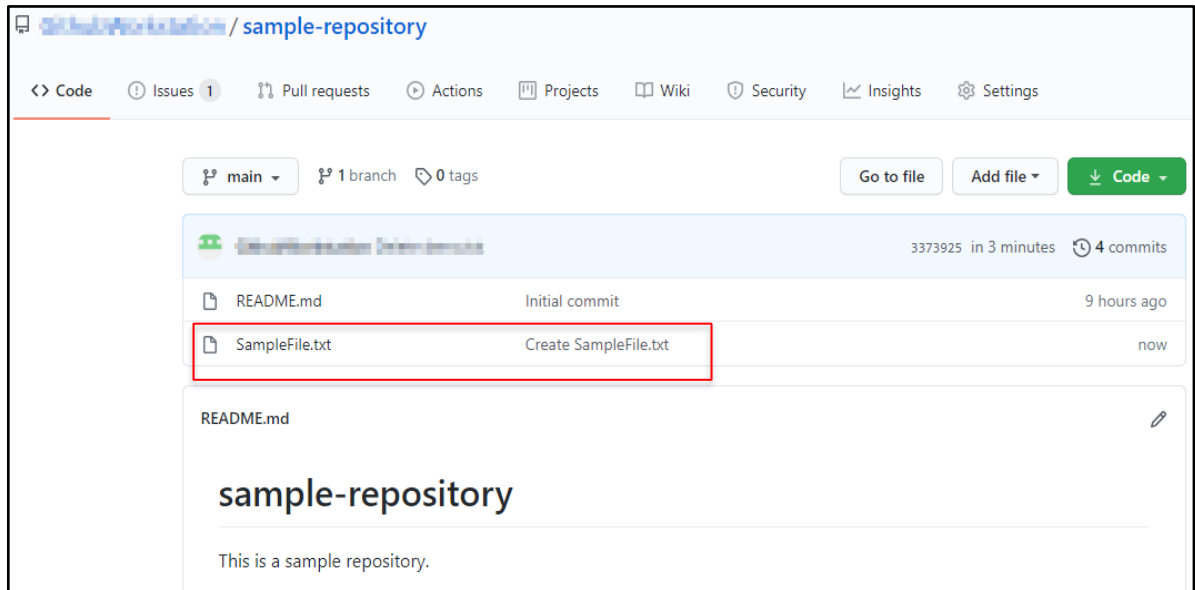 / sample-repository
Code Issues 1 Pull requests Actions Projects Wiki Security Insights Settings
main 1 branch 0 tags Go to file Add file Code
3373925 in 3 minutes 4 commits
README.md Initial commit 9 hours ago
SampleFile.txt Create SampleFile.txt now
README.md
sample-repository
This is a sample repository.